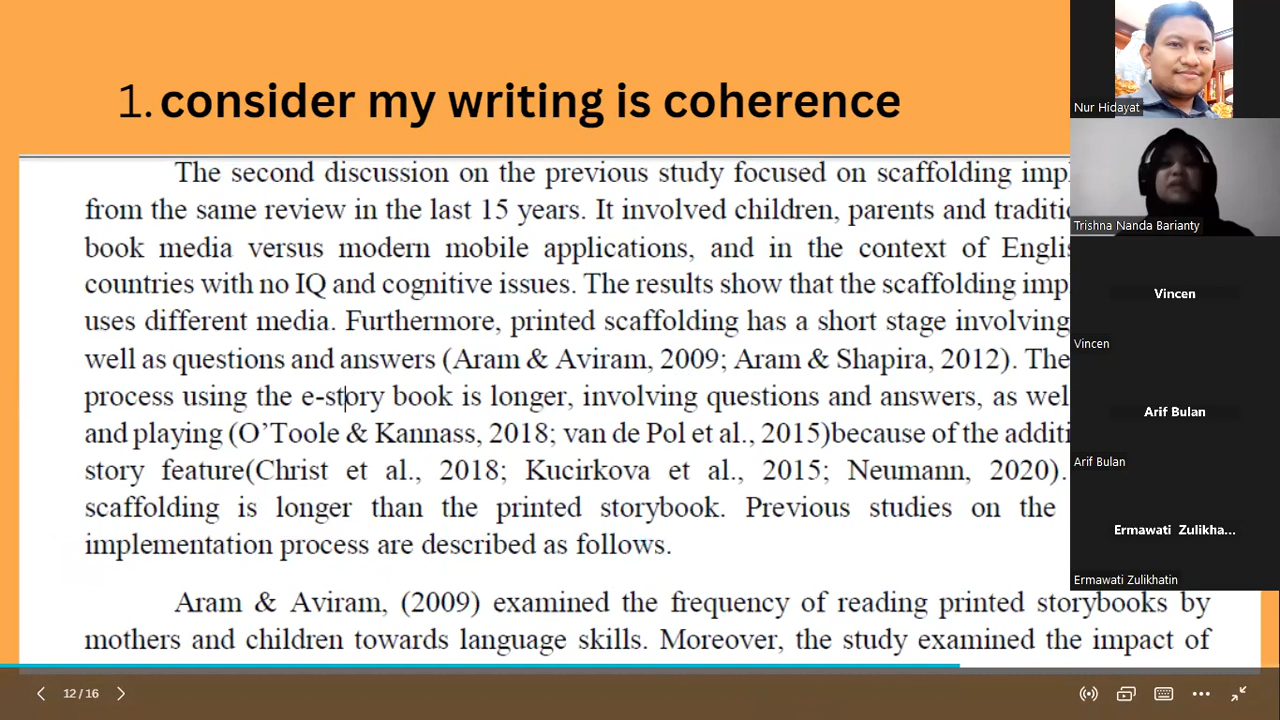 1. consider my writing is coherence
The second discussion on the previous study focused on scaffolding
from the same review in the last 15 years. It involved children, parents and
book media versus modern mobile applications, and in the context of
countries with no IQ and cognitive issues. The results show that the scaffolding
uses different media. Furthermore, printed scaffolding has a short stage involving
well as questions and answers (Aram & Aviram, 2009; Aram & Shapira, 2012).
process using the e-story book is longer, involving questions and answers, as
and playing (O’Toole & Kannass, 2018; van de Pol et al., 2015)because of the
story feature(Christ et al., 2018; Kucirkova et al., 2015; Neumann, 2020).
scaffolding is longer than the printed storybook. Previous studies on the
implementation process are described as follows.
Aram & Aviram, (2009) examined the frequency of reading printed storybooks by
mothers and children towards language skills. Moreover, the study examined the impact of
12 / 16
Nur Hidayat
Trishna Nanda Barianty
Vincen
Vincen
Arif Bulan
Arif Bulan
Ermawati Zulikha...
Ermawati Zulikhatin